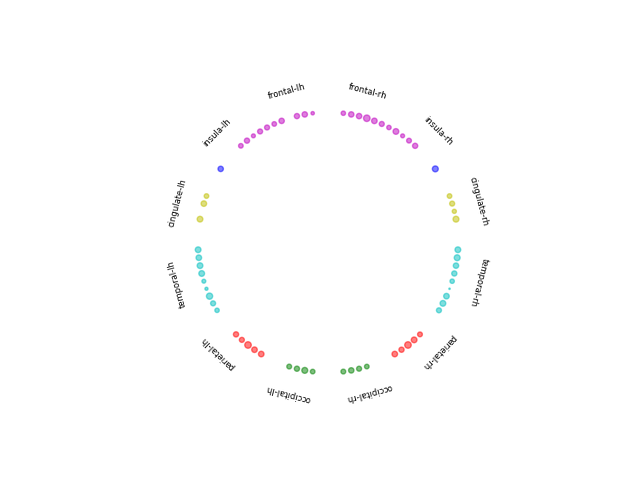 frontal-lh
frontal-rh
insula-lh
insula-rh
cingulate-lh
cingulate-rh
temporal-lh
temporal-rh
parietal-lh
parietal-rh
occipital-lh
occipital-rh